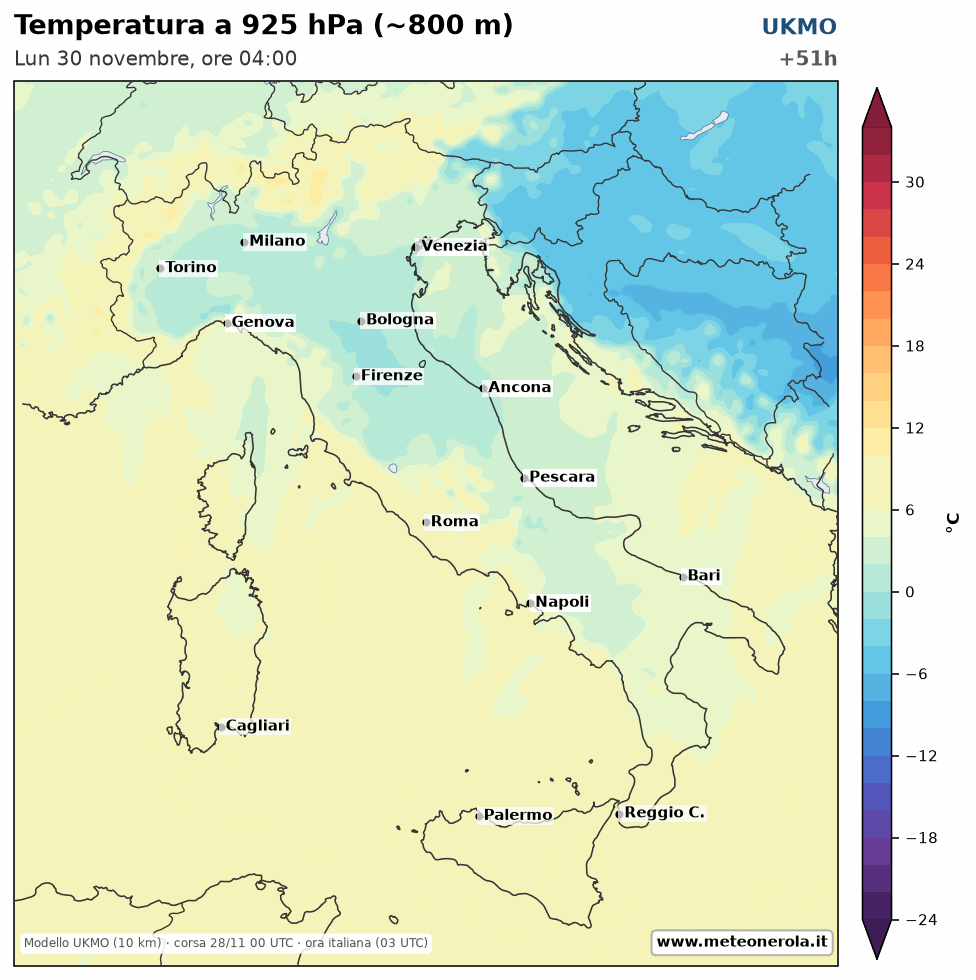 Temperatura a 925 hPa (~800 m)
UKMO
Lun 30 novembre, ore 04:00
+51h
Milano
Venezia
Torino
Genova
Bologna
Firenze
Ancona
Pescara
Roma
Bari
Napoli
Cagliari
Palermo
Reggio C.
30
24
18
12
6
0
−6
−12
−18
−24
°C
Modello UKMO (10 km) · corsa 28/11 00 UTC · ora italiana (03 UTC)
www.meteonerola.it